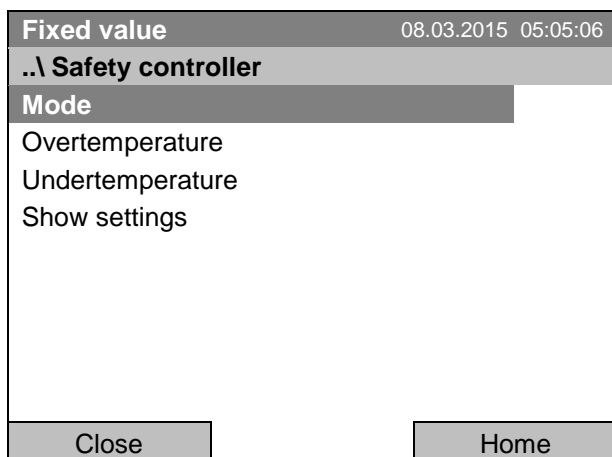 Fixed value 08.03.2015 05:05:06
..\ Safety controller
Mode
Overtemperature
Undertemperature
Show settings
Close Home